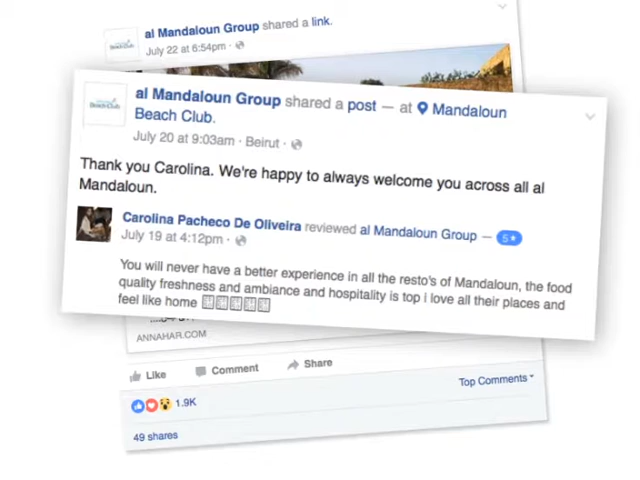 al Mandaloun Group shared a link.
July 22 at 6:54pm ·
al Mandaloun Group shared a post — at Mandaloun
Beach Club.
July 20 at 9:03am · Beirut ·
Thank you Carolina. We're happy to always welcome you across all al
Mandaloun.
Carolina Pacheco De Oliveira reviewed al Mandaloun Group — 5★
July 19 at 4:12pm ·
You will never have a better experience in all the resto's of Mandaloun, the food
quality freshness and ambiance and hospitality is top i love all their places and
feel like home
ANNAHAR.COM
Like Comment Share
Top Comments
1.9K
49 shares